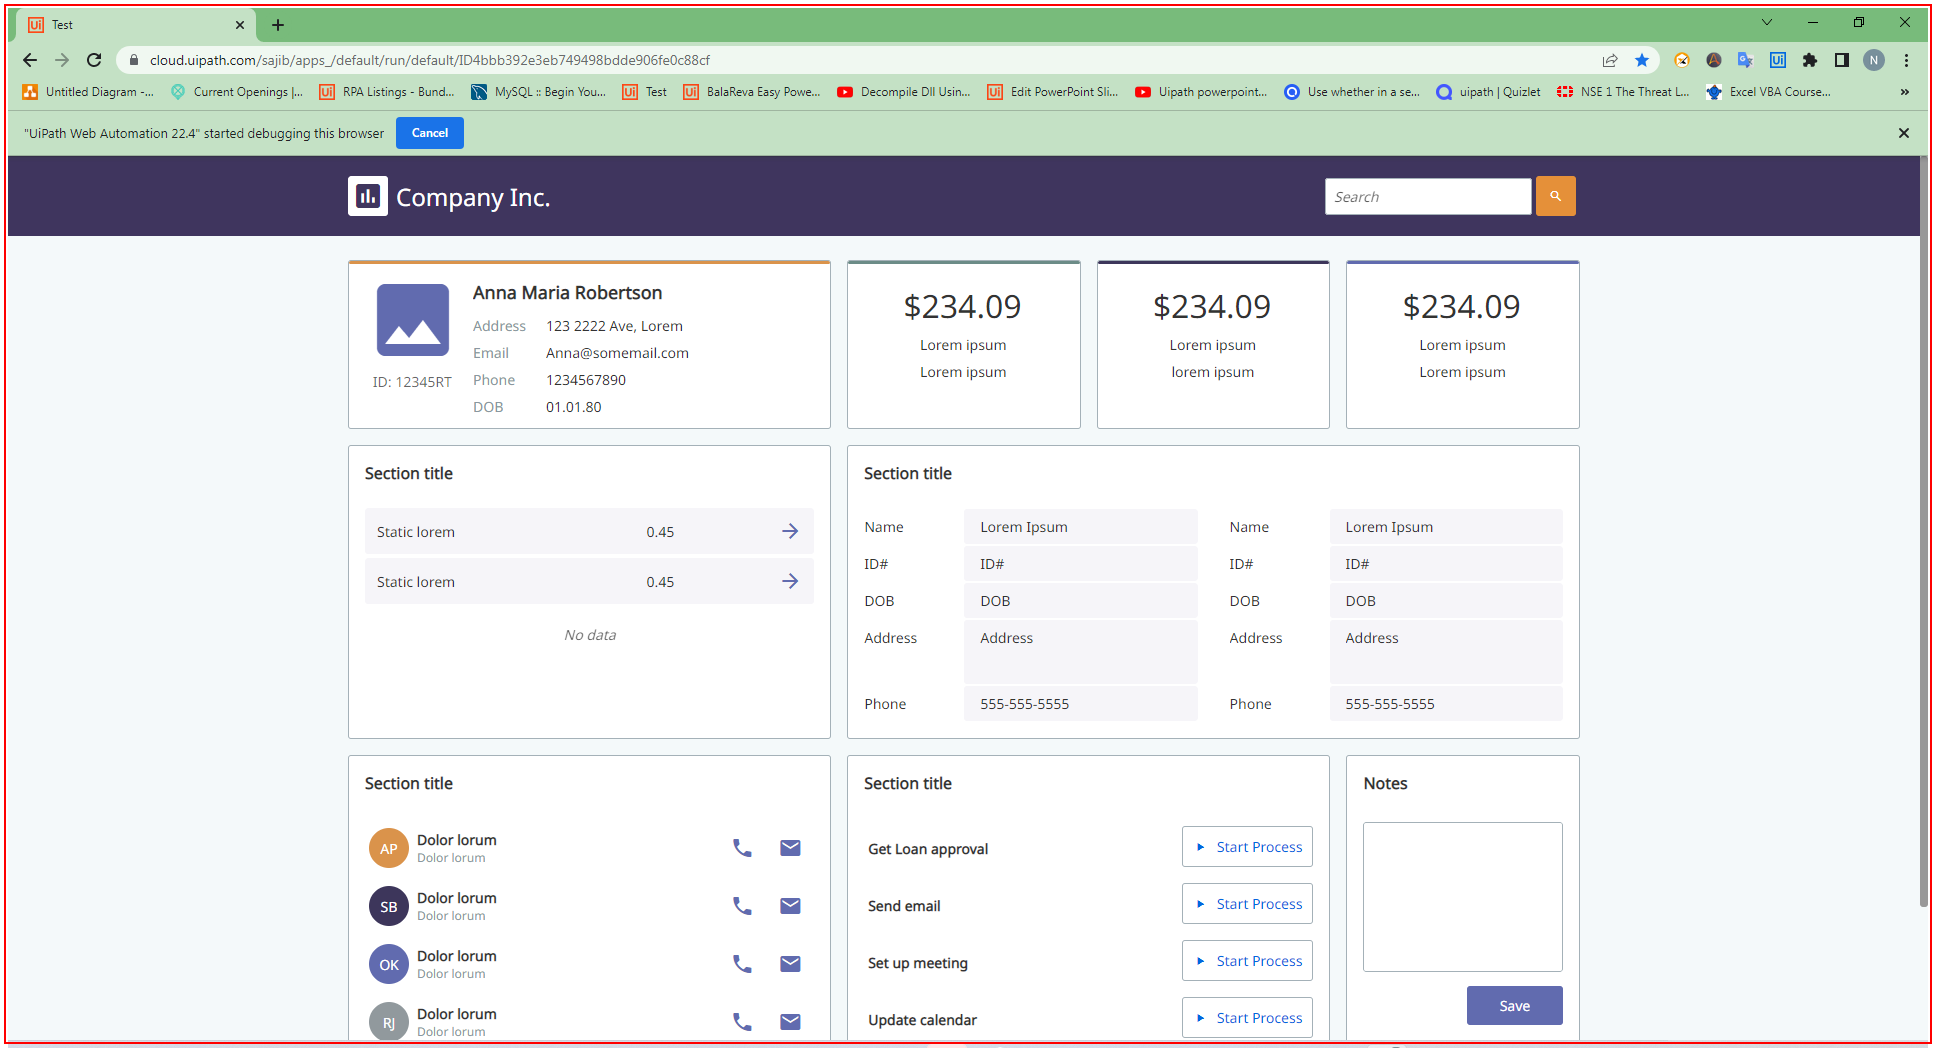 Ui Test
cloud.uipath.com/sajib/apps_/default/run/default/ID4bbb392e3eb749498bdde906fe0c88cf
N
Untitled Diagram -... Current Openings |... RPA Listings - Bund... MySQL :: Begin You... Test BalaReva Easy Powe... Decompile Dll Usin... Edit PowerPoint Sli... Uipath powerpoint... Use whether in a se... uipath | Quizlet NSE 1 The Threat L... Excel VBA Course...
"UiPath Web Automation 22.4" started debugging this browser Cancel
Company Inc. Search
Anna Maria Robertson
Address 123 2222 Ave, Lorem
Email Anna@somemail.com
Phone 1234567890
DOB 01.01.80
ID: 12345RT
$234.09
Lorem ipsum
Lorem ipsum
$234.09
Lorem ipsum
lorem ipsum
$234.09
Lorem ipsum
Lorem ipsum
Section title
Static lorem 0.45
Static lorem 0.45
No data
Section title
Name Lorem Ipsum Name Lorem Ipsum
ID# ID# ID# ID#
DOB DOB DOB DOB
Address Address Address Address
Phone 555-555-5555 Phone 555-555-5555
Section title
AP Dolor lorum
Dolor lorum
SB Dolor lorum
Dolor lorum
OK Dolor lorum
Dolor lorum
RJ Dolor lorum
Dolor lorum
Section title
Get Loan approval Start Process
Send email Start Process
Set up meeting Start Process
Update calendar Start Process
Notes
Save